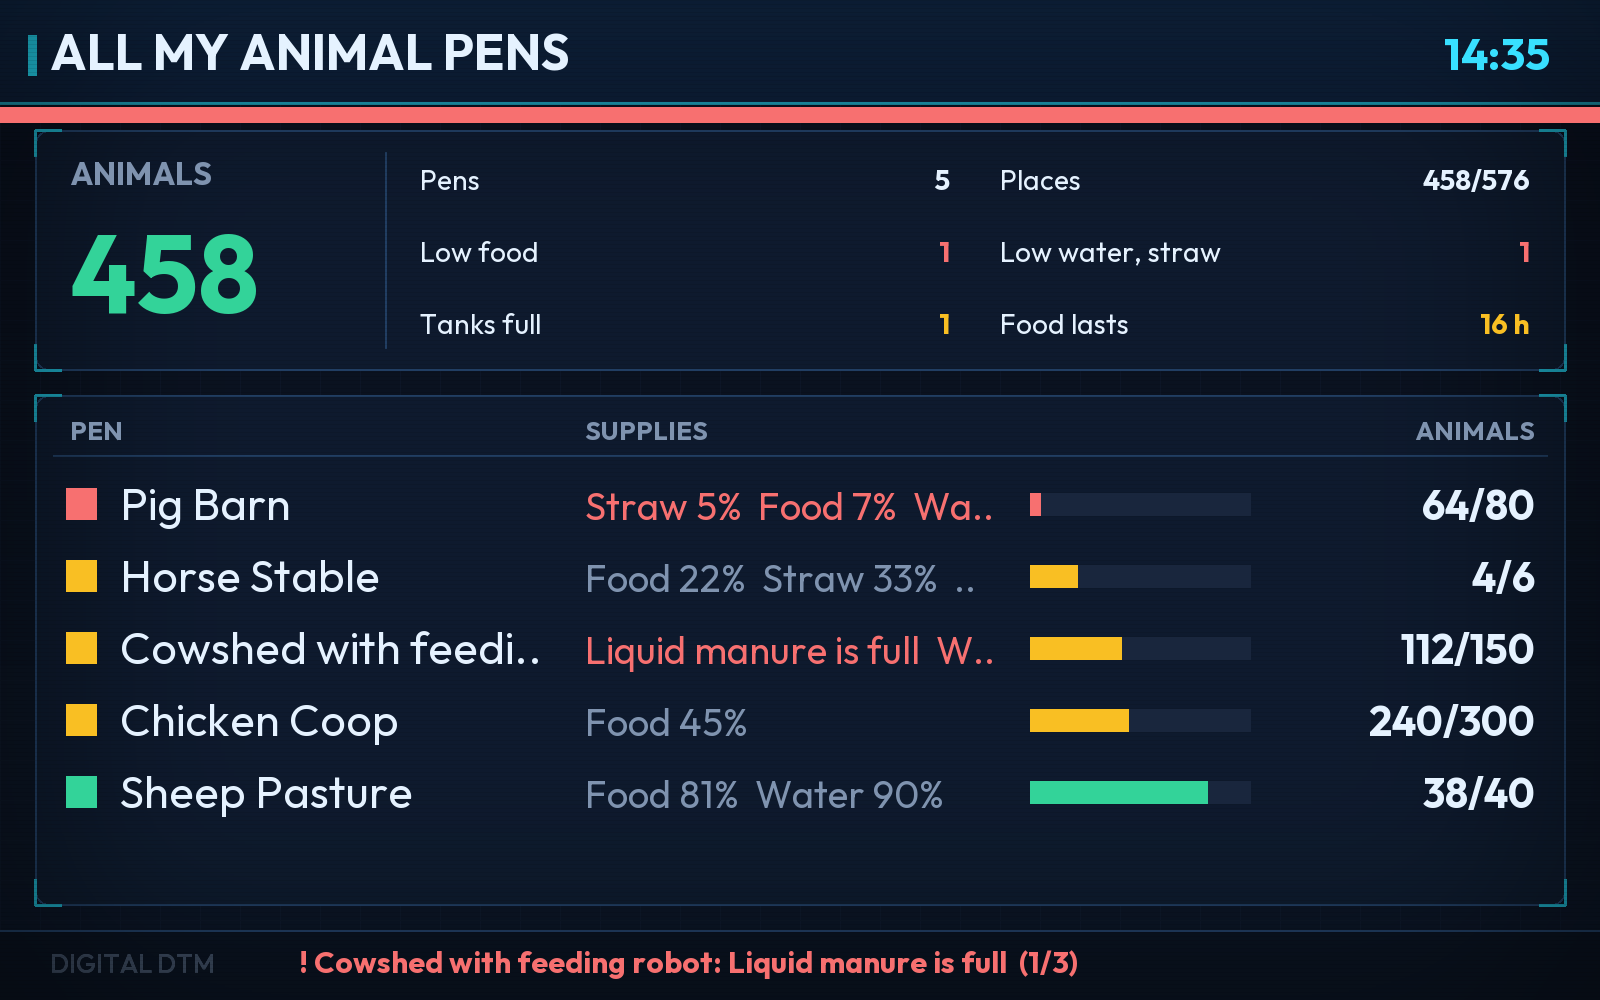 ALL MY ANIMAL PENS 14:35
ANIMALS
458
Pens 5 Places 458/576
Low food 1 Low water, straw 1
Tanks full 1 Food lasts 16 h
PEN SUPPLIES ANIMALS
Pig Barn Straw 5% Food 7% Wa.. 64/80
Horse Stable Food 22% Straw 33% .. 4/6
Cowshed with feedi.. Liquid manure is full W.. 112/150
Chicken Coop Food 45% 240/300
Sheep Pasture Food 81% Water 90% 38/40
DIGITAL DTM ! Cowshed with feeding robot: Liquid manure is full (1/3)